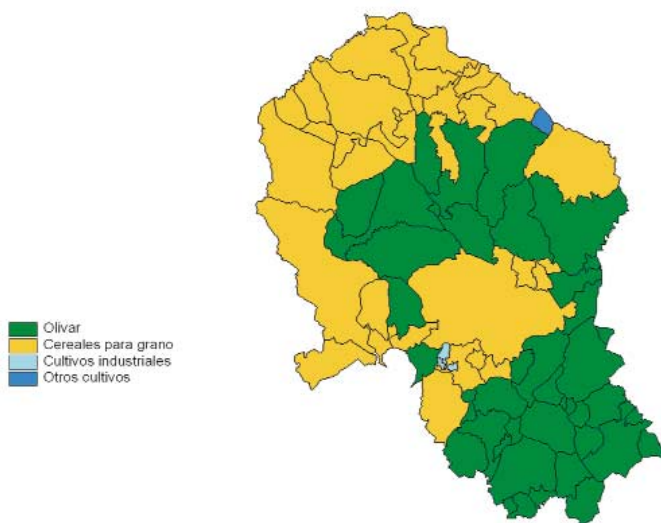 Olivar
Cereales para grano
Cultivos industriales
Otros cultivos